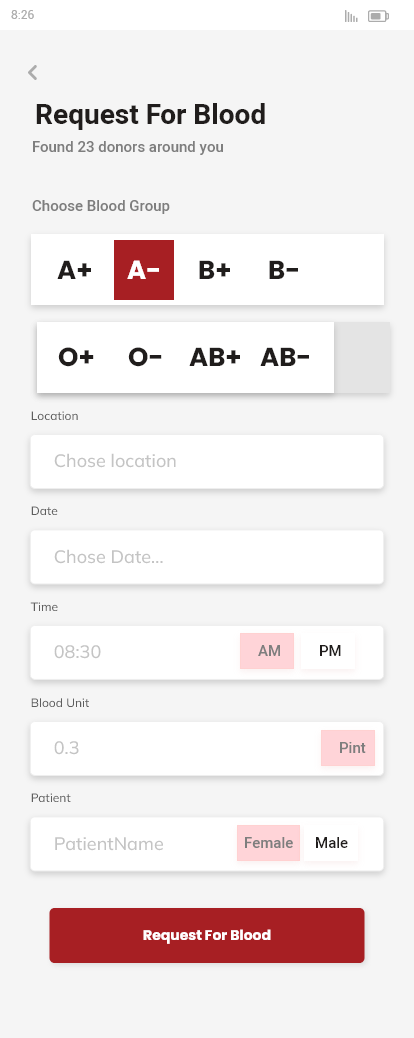 8:26
Request For Blood
Found 23 donors around you
Choose Blood Group
A+ A− B+ B−
O+ O− AB+ AB−
Location
Chose location
Date
Chose Date...
Time
08:30 AM PM
Blood Unit
0.3 Pint
Patient
PatientName Female Male
Request For Blood